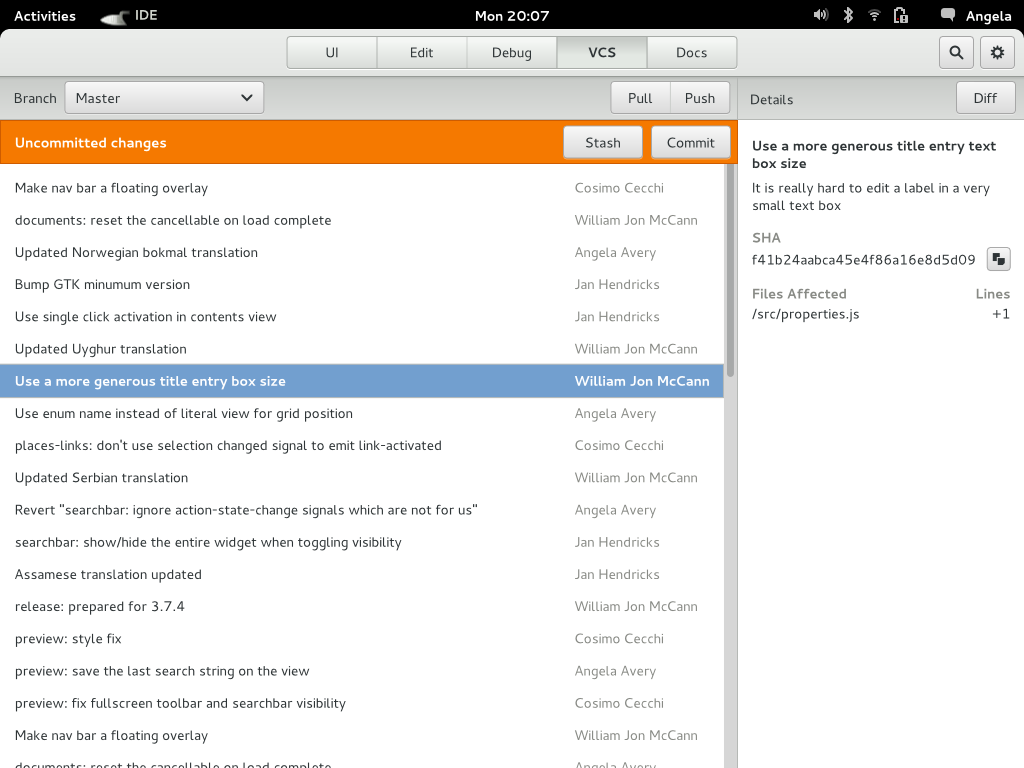 Activities IDE Mon 20:07 Angela
UI Edit Debug VCS Docs
Branch Master Pull Push Details Diff
Uncommitted changes Stash Commit
Make nav bar a floating overlay Cosimo Cecchi
documents: reset the cancellable on load complete William Jon McCann
Updated Norwegian bokmal translation Angela Avery
Bump GTK minumum version Jan Hendricks
Use single click activation in contents view Jan Hendricks
Updated Uyghur translation William Jon McCann
Use a more generous title entry box size William Jon McCann
Use enum name instead of literal view for grid position Angela Avery
places-links: don't use selection changed signal to emit link-activated Cosimo Cecchi
Updated Serbian translation William Jon McCann
Revert "searchbar: ignore action-state-change signals which are not for us" Angela Avery
searchbar: show/hide the entire widget when toggling visibility Jan Hendricks
Assamese translation updated Jan Hendricks
release: prepared for 3.7.4 William Jon McCann
preview: style fix Cosimo Cecchi
preview: save the last search string on the view Angela Avery
preview: fix fullscreen toolbar and searchbar visibility Cosimo Cecchi
Make nav bar a floating overlay William Jon McCann
documents: reset the cancellable on load complete Angela Avery
Use a more generous title entry text
box size
It is really hard to edit a label in a very
small text box
SHA
f41b24aabca45e4f86a16e8d5d09
Files Affected Lines
/src/properties.js +1